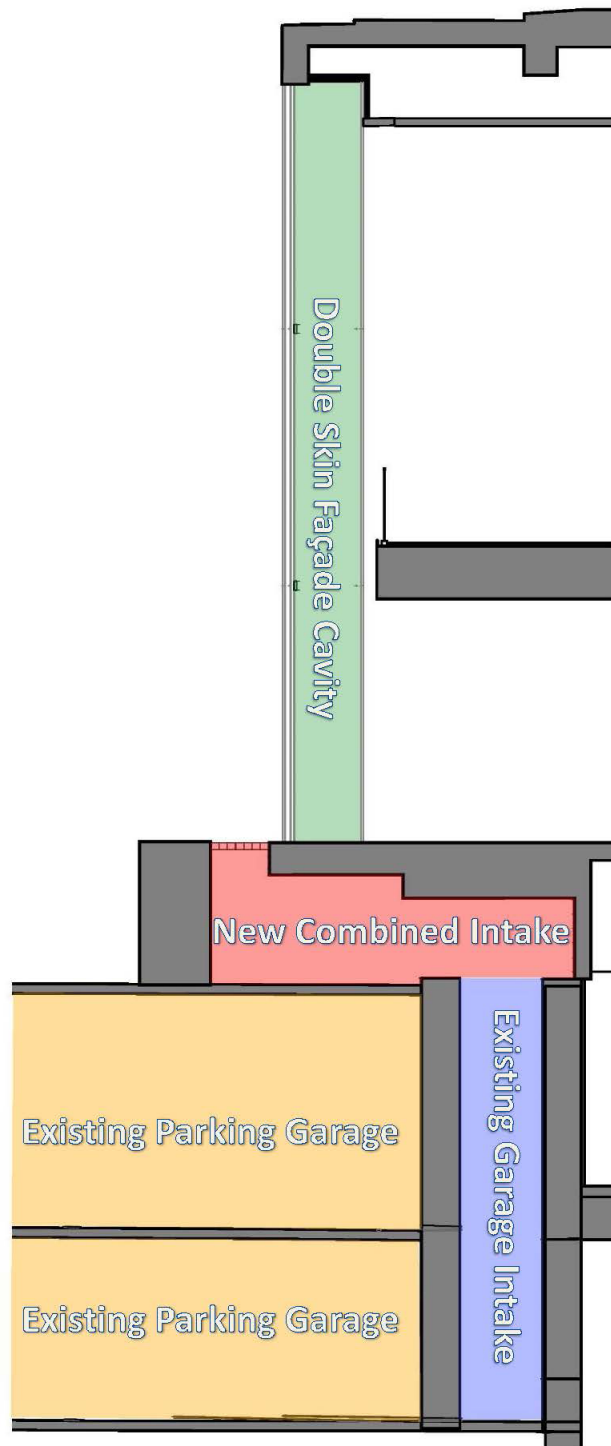 Double Skin Façade Cavity
New Combined Intake
Existing Garage Intake
Existing Parking Garage
Existing Parking Garage